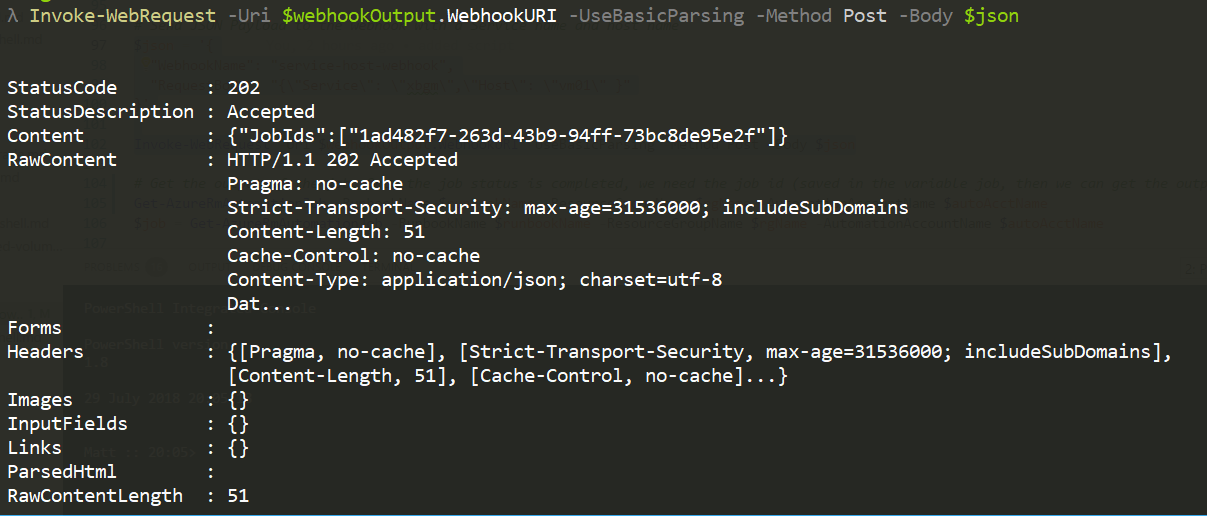 λ Invoke-WebRequest -Uri $webhookOutput.WebhookURI -UseBasicParsing -Method Post -Body $json
StatusCode        : 202
StatusDescription : Accepted
Content           : {"JobIds":["1ad482f7-263d-43b9-94ff-73bc8de95e2f"]}
RawContent        : HTTP/1.1 202 Accepted
                    Pragma: no-cache
                    Strict-Transport-Security: max-age=31536000; includeSubDomains
                    Content-Length: 51
                    Cache-Control: no-cache
                    Content-Type: application/json; charset=utf-8
                    Dat...
Forms             :
Headers           : {[Pragma, no-cache], [Strict-Transport-Security, max-age=31536000; includeSubDomains],
                    [Content-Length, 51], [Cache-Control, no-cache]...}
Images            : {}
InputFields       : {}
Links             : {}
ParsedHtml        :
RawContentLength  : 51